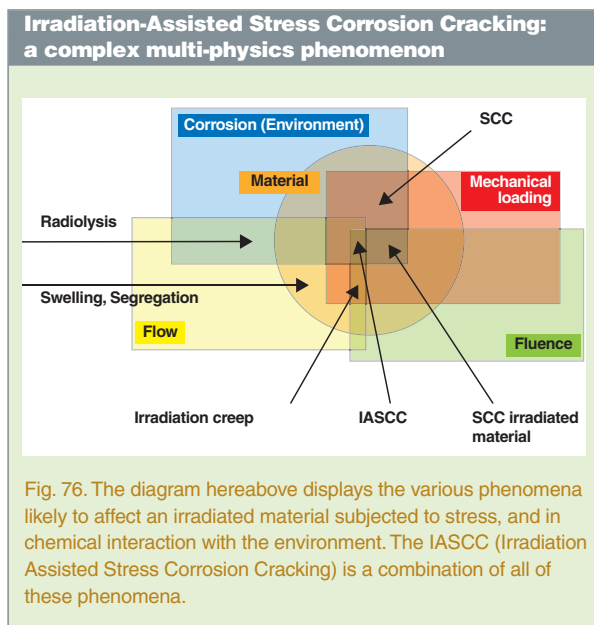 Irradiation-Assisted Stress Corrosion Cracking:
a complex multi-physics phenomenon
Corrosion (Environment)
SCC
Material
Mechanical
loading
Radiolysis
Swelling, Segregation
Flow
Fluence
Irradiation creep
IASCC
SCC irradiated
material
Fig. 76. The diagram hereabove displays the various phenomena
likely to affect an irradiated material subjected to stress, and in
chemical interaction with the environment. The IASCC (Irradiation
Assisted Stress Corrosion Cracking) is a combination of all of
these phenomena.